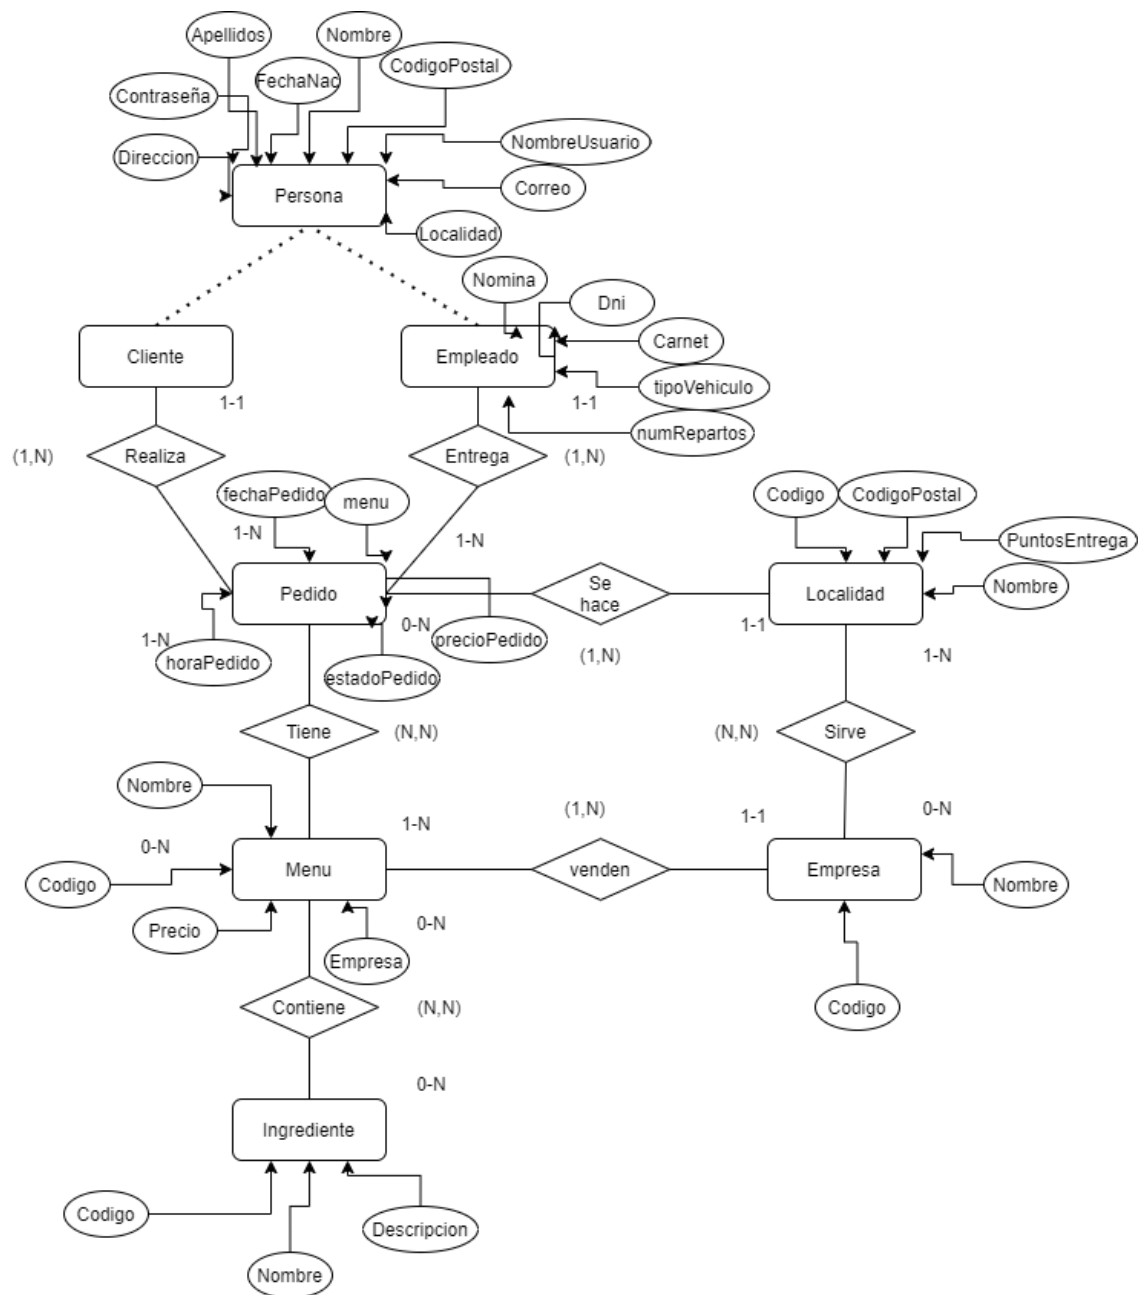 Apellidos
Nombre
CodigoPostal
FechaNac
Contraseña
NombreUsuario
Direccion
Correo
Persona
Localidad
Nomina
Dni
Cliente
Empleado
Carnet
tipoVehiculo
1-1
1-1
numRepartos
(1,N)
Realiza
Entrega
(1,N)
fechaPedido
menu
Codigo
CodigoPostal
1-N
1-N
PuntosEntrega
Pedido
Se
hace
Localidad
Nombre
1-N
0-N
precioPedido
1-1
horaPedido
(1,N)
1-N
estadoPedido
Tiene
(N,N)
(N,N)
Sirve
Nombre
0-N
1-N
(1,N)
1-1
0-N
Codigo
Menu
venden
Empresa
Nombre
Precio
0-N
Empresa
Contiene
(N,N)
Codigo
0-N
Ingrediente
Codigo
Descripcion
Nombre